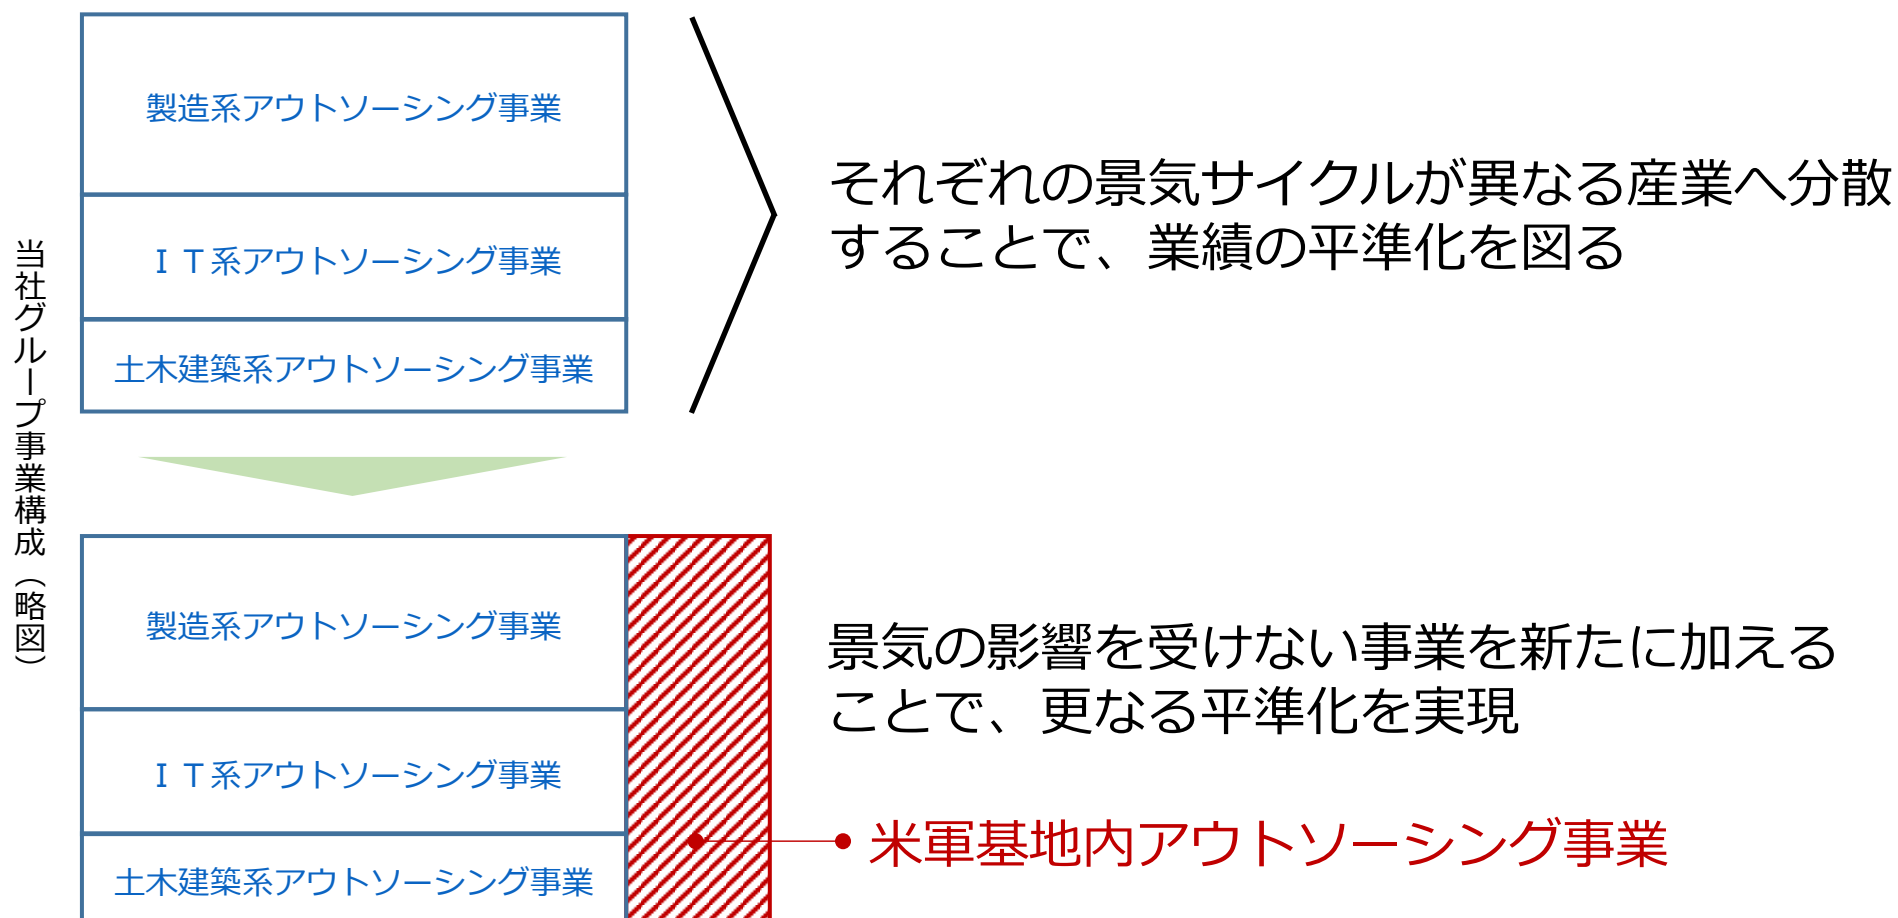 当社グループ事業構成（略図）
製造系アウトソーシング事業
ＩＴ系アウトソーシング事業
土木建築系アウトソーシング事業
それぞれの景気サイクルが異なる産業へ分散
することで、業績の平準化を図る
製造系アウトソーシング事業
ＩＴ系アウトソーシング事業
土木建築系アウトソーシング事業
景気の影響を受けない事業を新たに加える
ことで、更なる平準化を実現
米軍基地内アウトソーシング事業